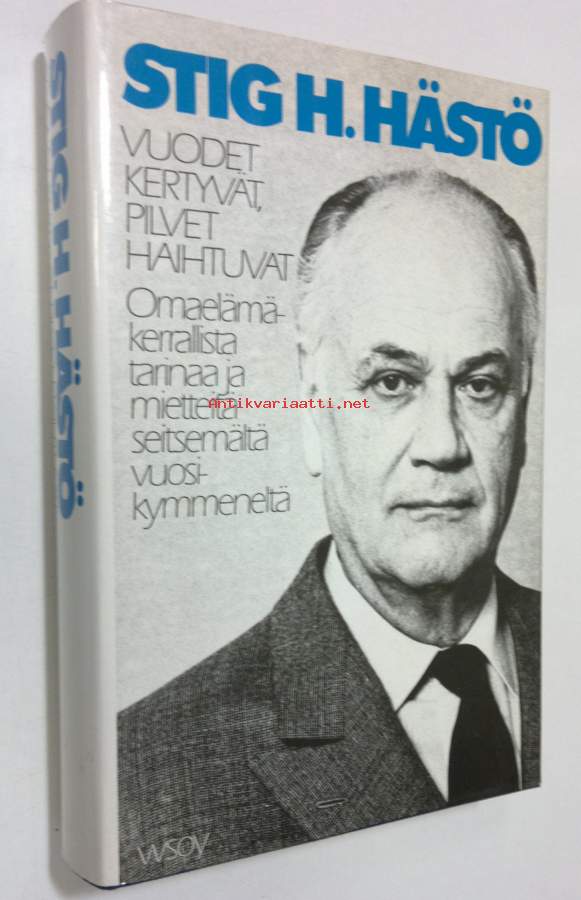 STIG H. HÄSTÖ
STIG H. HÄSTÖ
VUODET
KERTYVÄT,
PILVET
HAIHTUVAT
Omaelämä-
kerrallista
tarinaa ja
mietteitä
seitsemältä
vuosi-
kymmeneltä
Antikvariaatti.net
WSOY